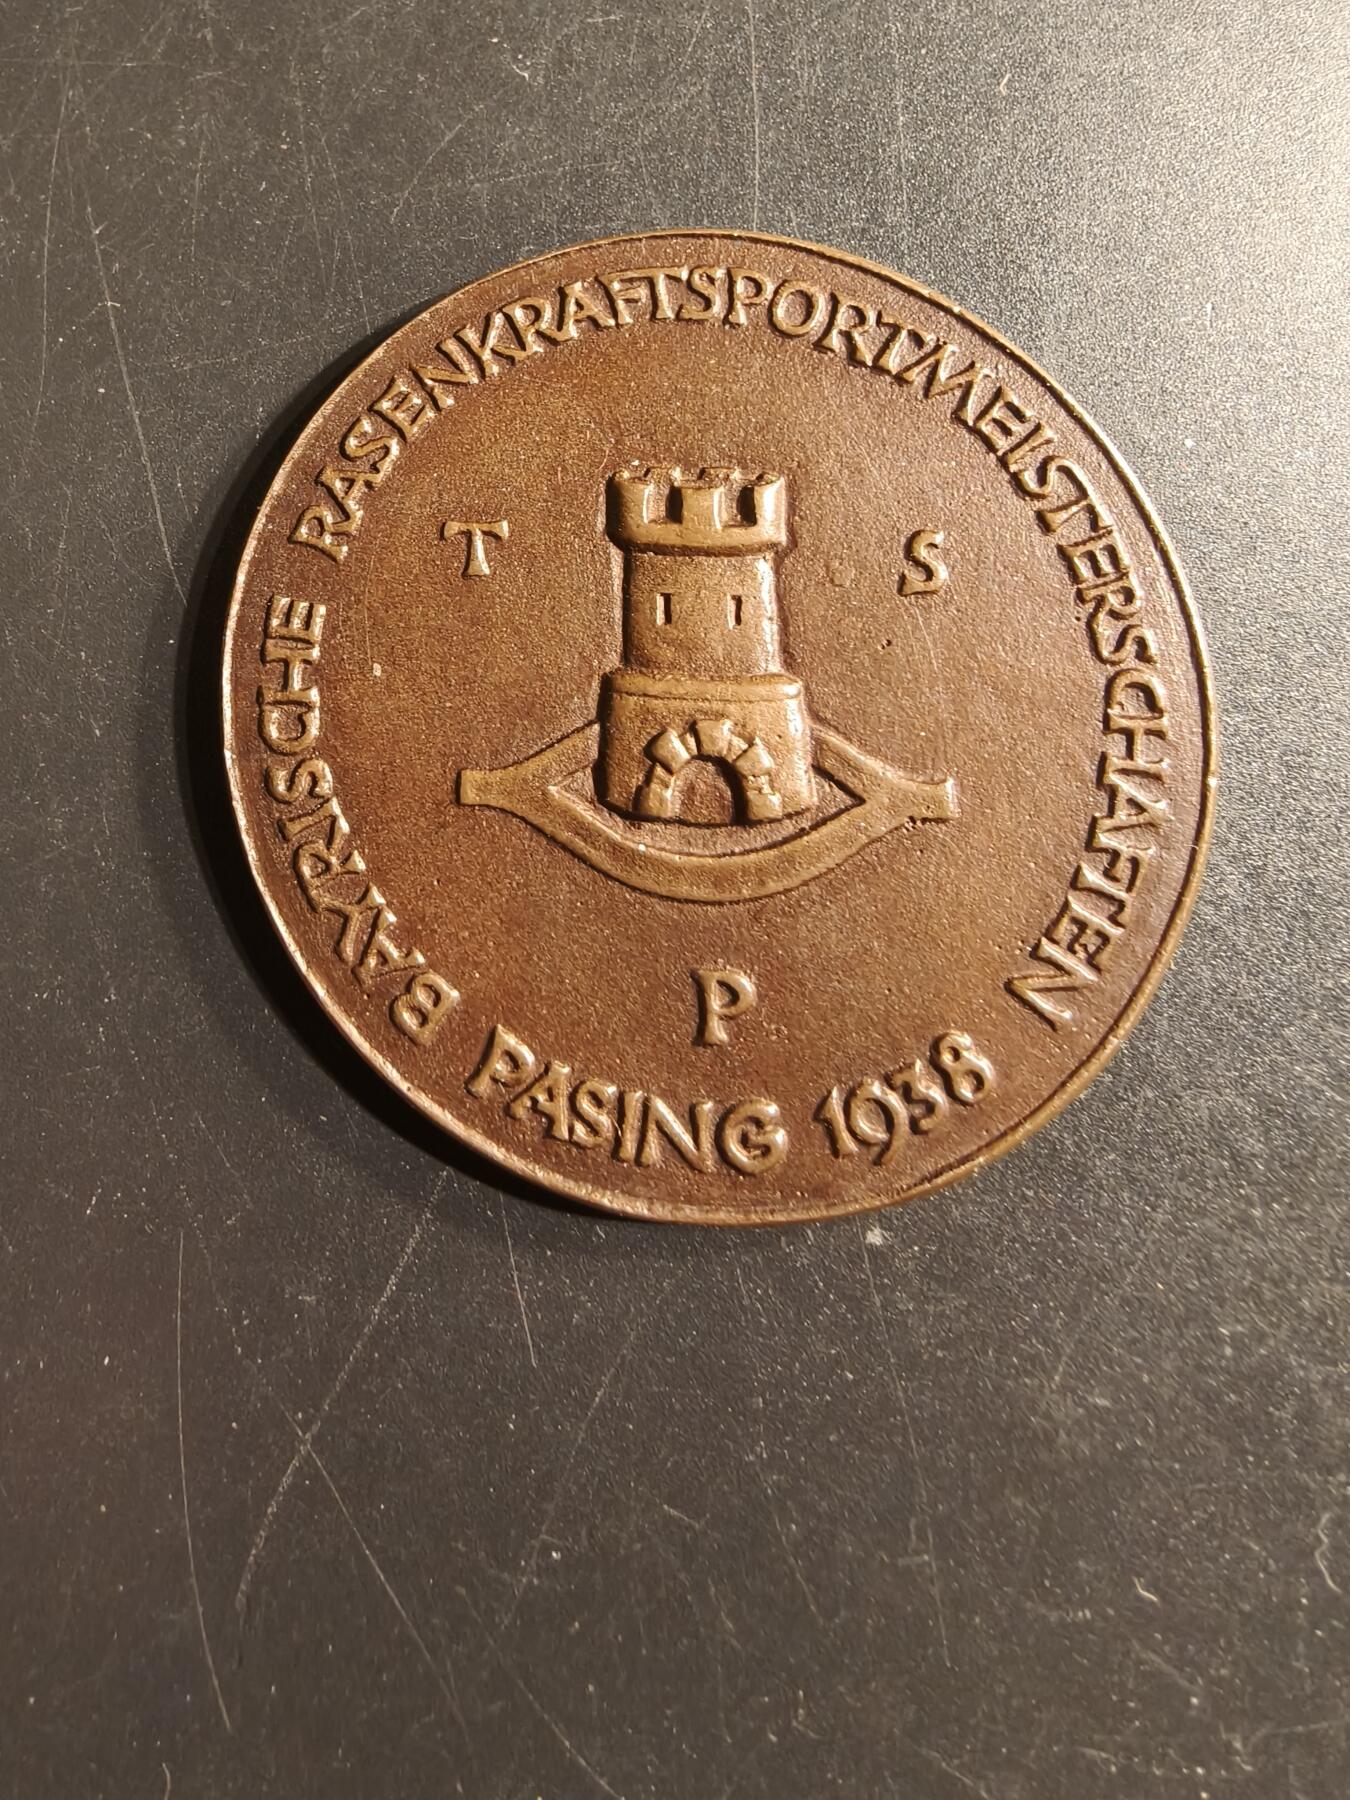 BAYRISCHE RASENKRAFTSPORTMEISTERSCHAFTEN
T S
P
PASING 1938